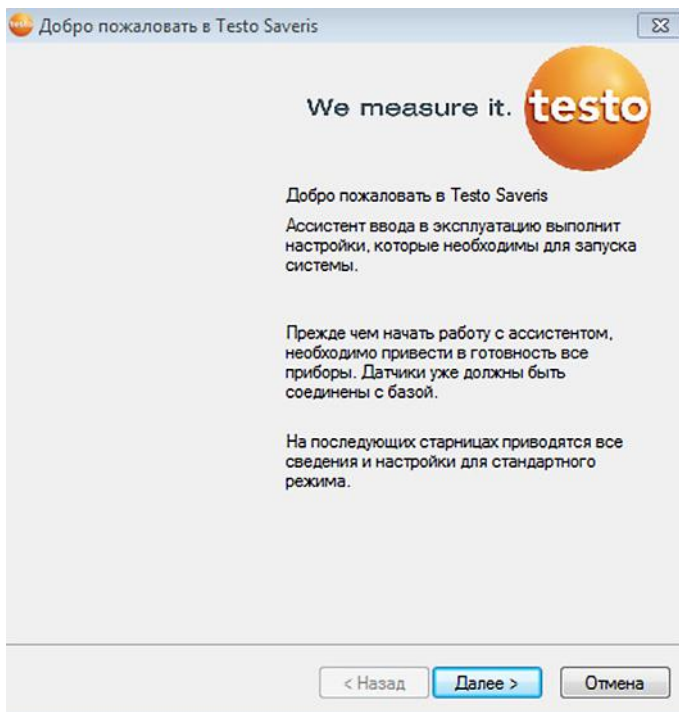 Добро пожаловать в Testo Saveris
We measure it. testo
Добро пожаловать в Testo Saveris
Ассистент ввода в эксплуатацию выполнит
настройки, которые необходимы для запуска
системы.
Прежде чем начать работу с ассистентом,
необходимо привести в готовность все
приборы. Датчики уже должны быть
соединены с базой.
На последующих старницах приводятся все
сведения и настройки для стандартного
режима.
< Назад Далее > Отмена